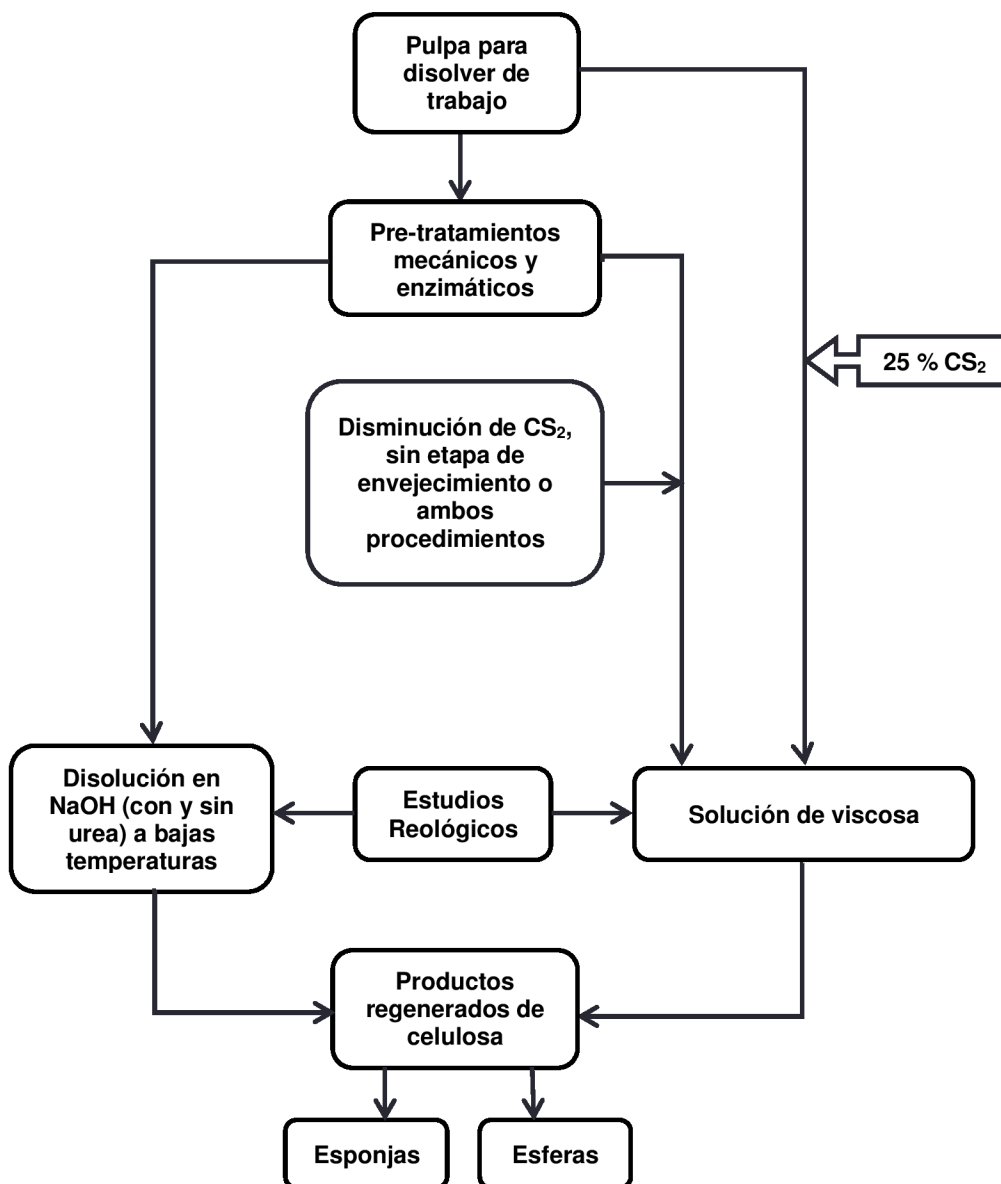 Pulpa para
disolver de
trabajo
Pre-tratamientos
mecánicos y
enzimáticos
25 % CS₂
Disminución de CS₂,
sin etapa de
envejecimiento o
ambos
procedimientos
Disolución en
NaOH (con y sin
urea) a bajas
temperaturas
Estudios
Reológicos
Solución de viscosa
Productos
regenerados de
celulosa
Esponjas
Esferas